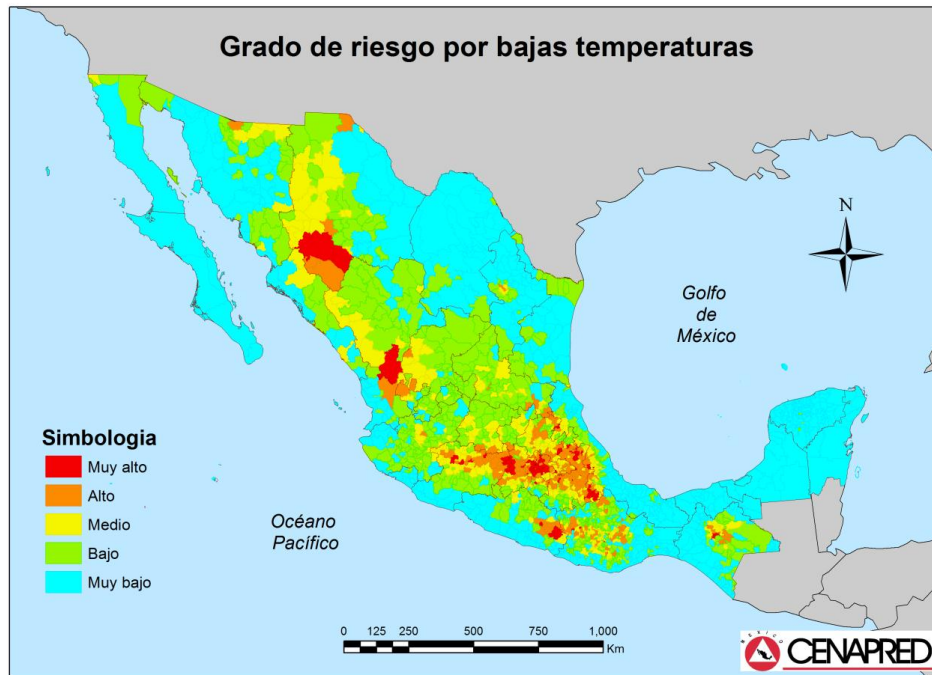 Grado de riesgo por bajas temperaturas
N
Golfo
de
México
Simbologia
Muy alto
Alto
Medio
Bajo
Muy bajo
Océano
Pacífico
0 125 250 500 750 1,000
Km
MEXICO
CENAPRED